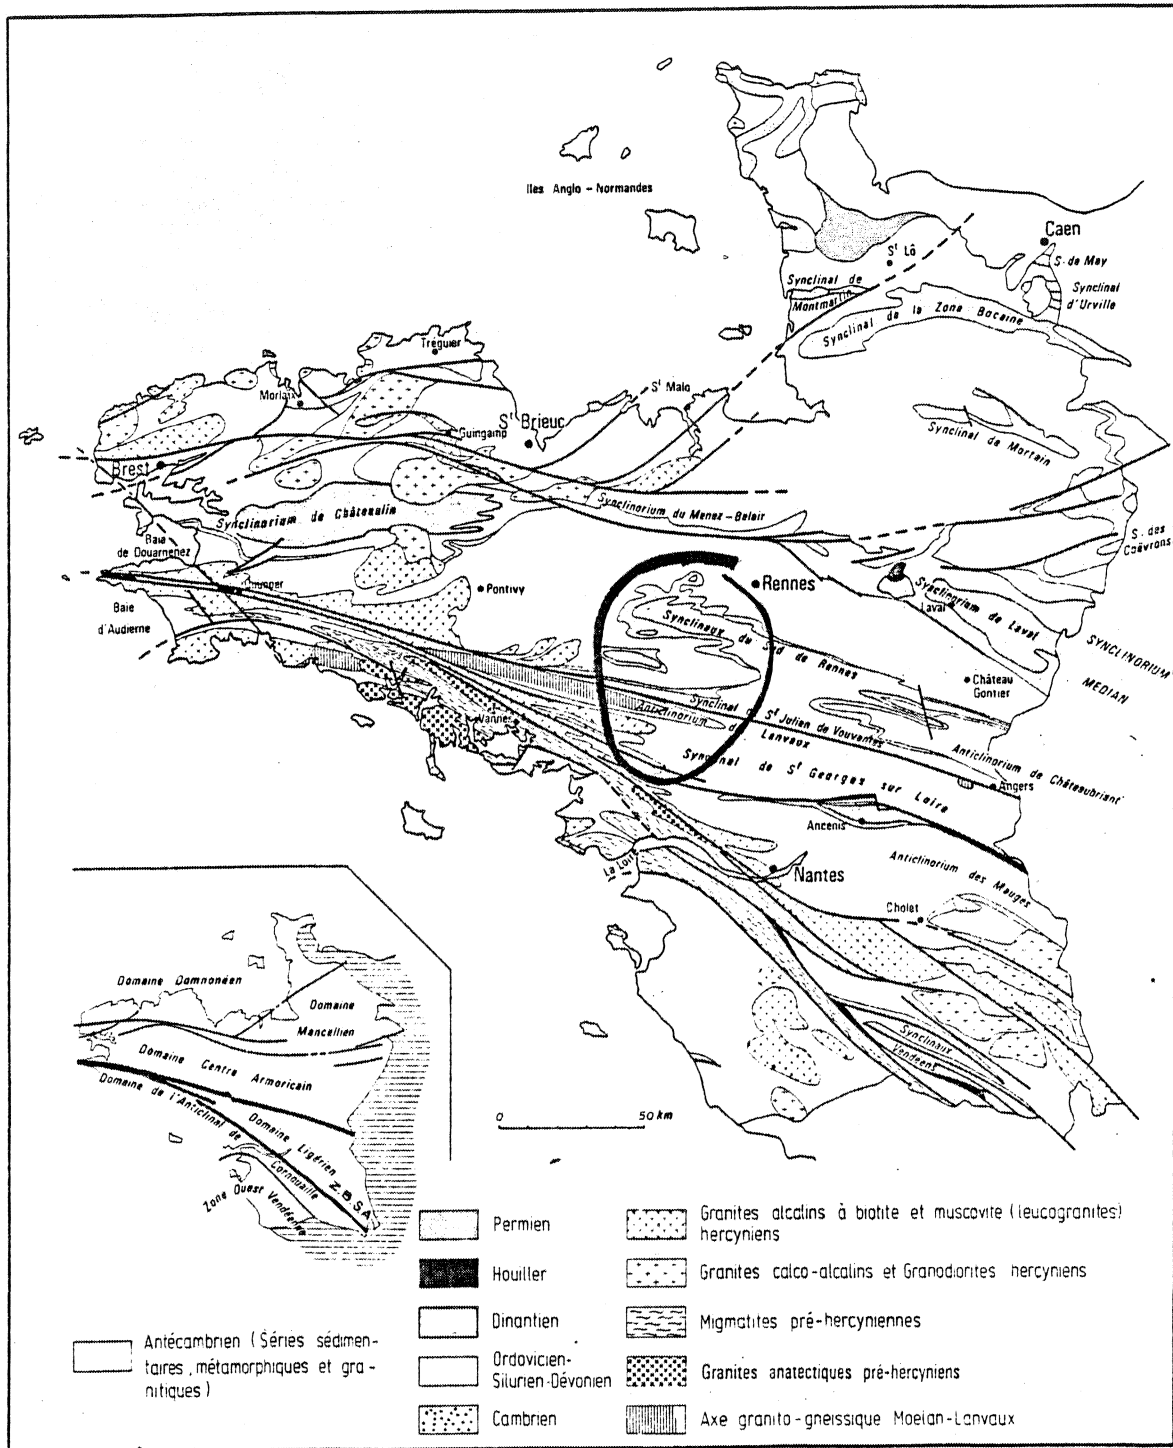 Iles Anglo - Normandes
Caen
St Lô
S. de May
Synclinal
d'Urville
Synclinal de
Montmartin
Synclinal de la Zone Bocaine
Tréguier
Morlaix
St Malo
St Brieuc
Guingamp
Synclinal de Mortain
Brest
Synclinorium du Menez-Belair
Synclinorium de Châteaulin
S. des
Coëvrons
Baie
de Douarnenez
Rennes
Pontivy
Laval
Synclinorium de Laval
Baie
d'Audierne
Synclinaux du Sud de Rennes
SYNCLINORIUM
MEDIAN
Château
Gontier
Synclinal de St Julien de Vouvantes
Anticlinorium de Lanvaux
Vannes
Anticlinorium de Châteaubriant
Synclinal de St Georges sur Loire
Angers
Ancenis
La Loire
Nantes
Anticlinorium des Mauges
Cholet
Synclinaux
Vendéens
0 50 km
Domaine Domnonéen
Domaine
Mancellien
Domaine Centre Armoricain
Domaine de l'Anticlinal de
Cornouaille
Domaine Ligérien
Z.B.S.A
Zone Ouest Vendéenne
Antécambrien (Séries sédimen-
taires, métamorphiques et gra-
nitiques)
Permien
Houiller
Dinantien
Ordovicien-
Silurien-Dévonien
Cambrien
Granites alcalins à biotite et muscovite (leucogranites)
hercyniens
Granites calco-alcalins et Granodiorites hercyniens
Migmatites pré-hercyniennes
Granites anatectiques pré-hercyniens
Axe granito-gneissique Moelan-Lanvaux